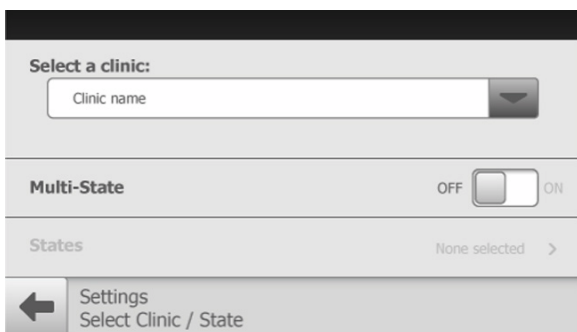 Select a clinic:
Clinic name
Multi-State OFF ON
States None selected >
Settings
Select Clinic / State